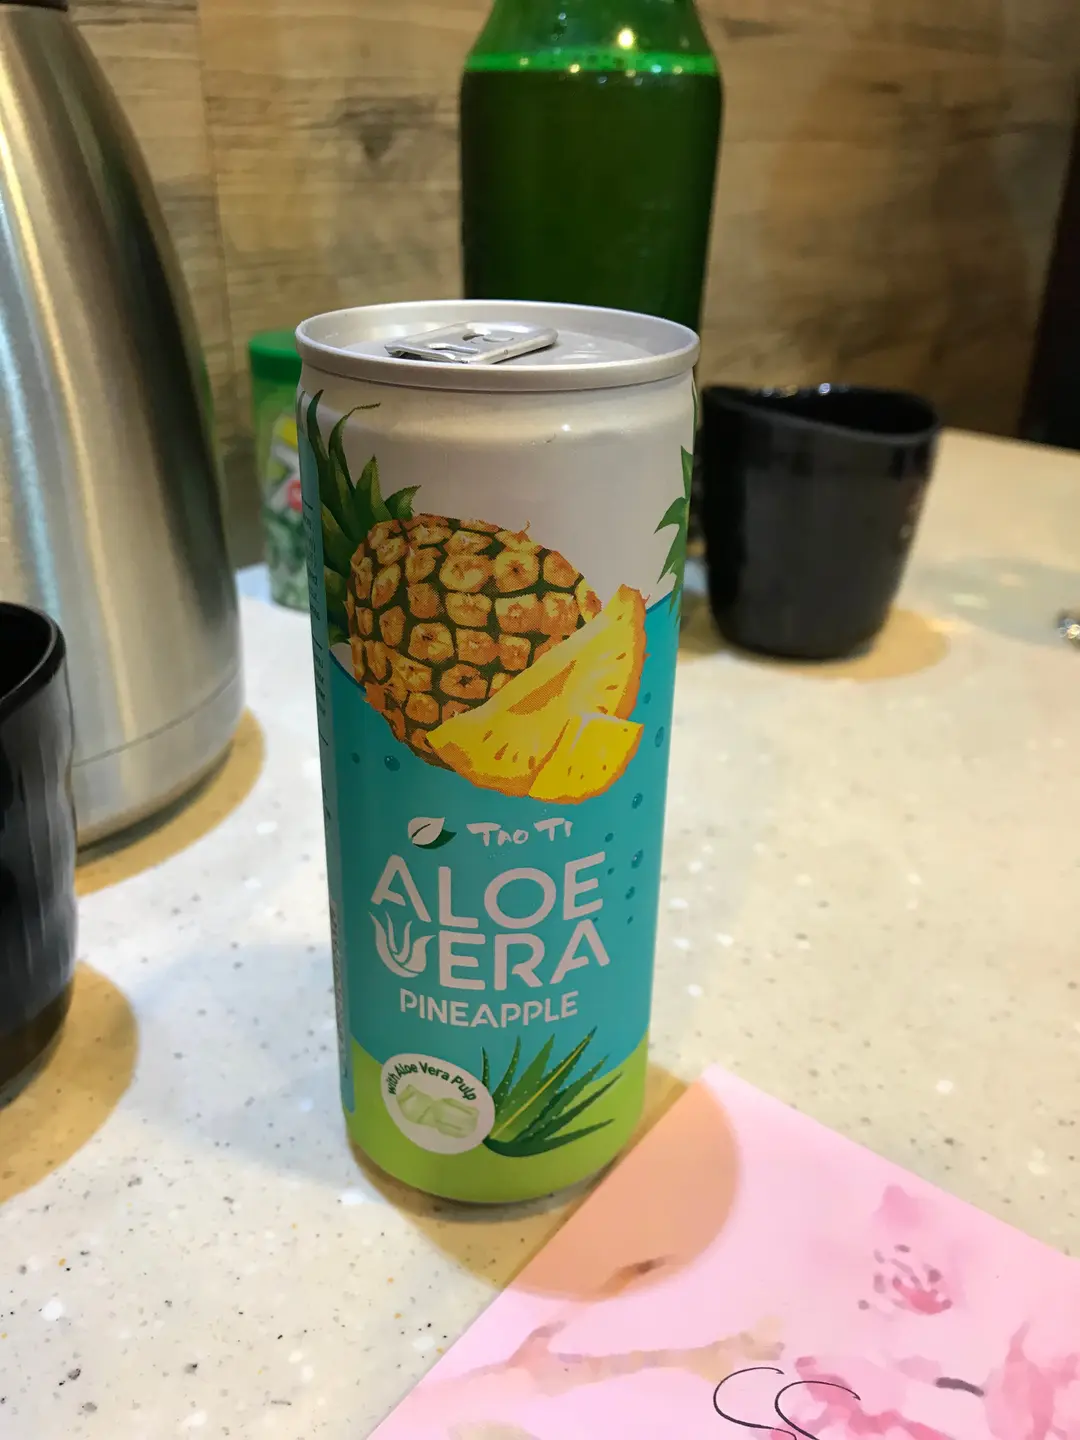 TAO TI
ALOE
VERA
PINEAPPLE
with Aloe Vera Pulp